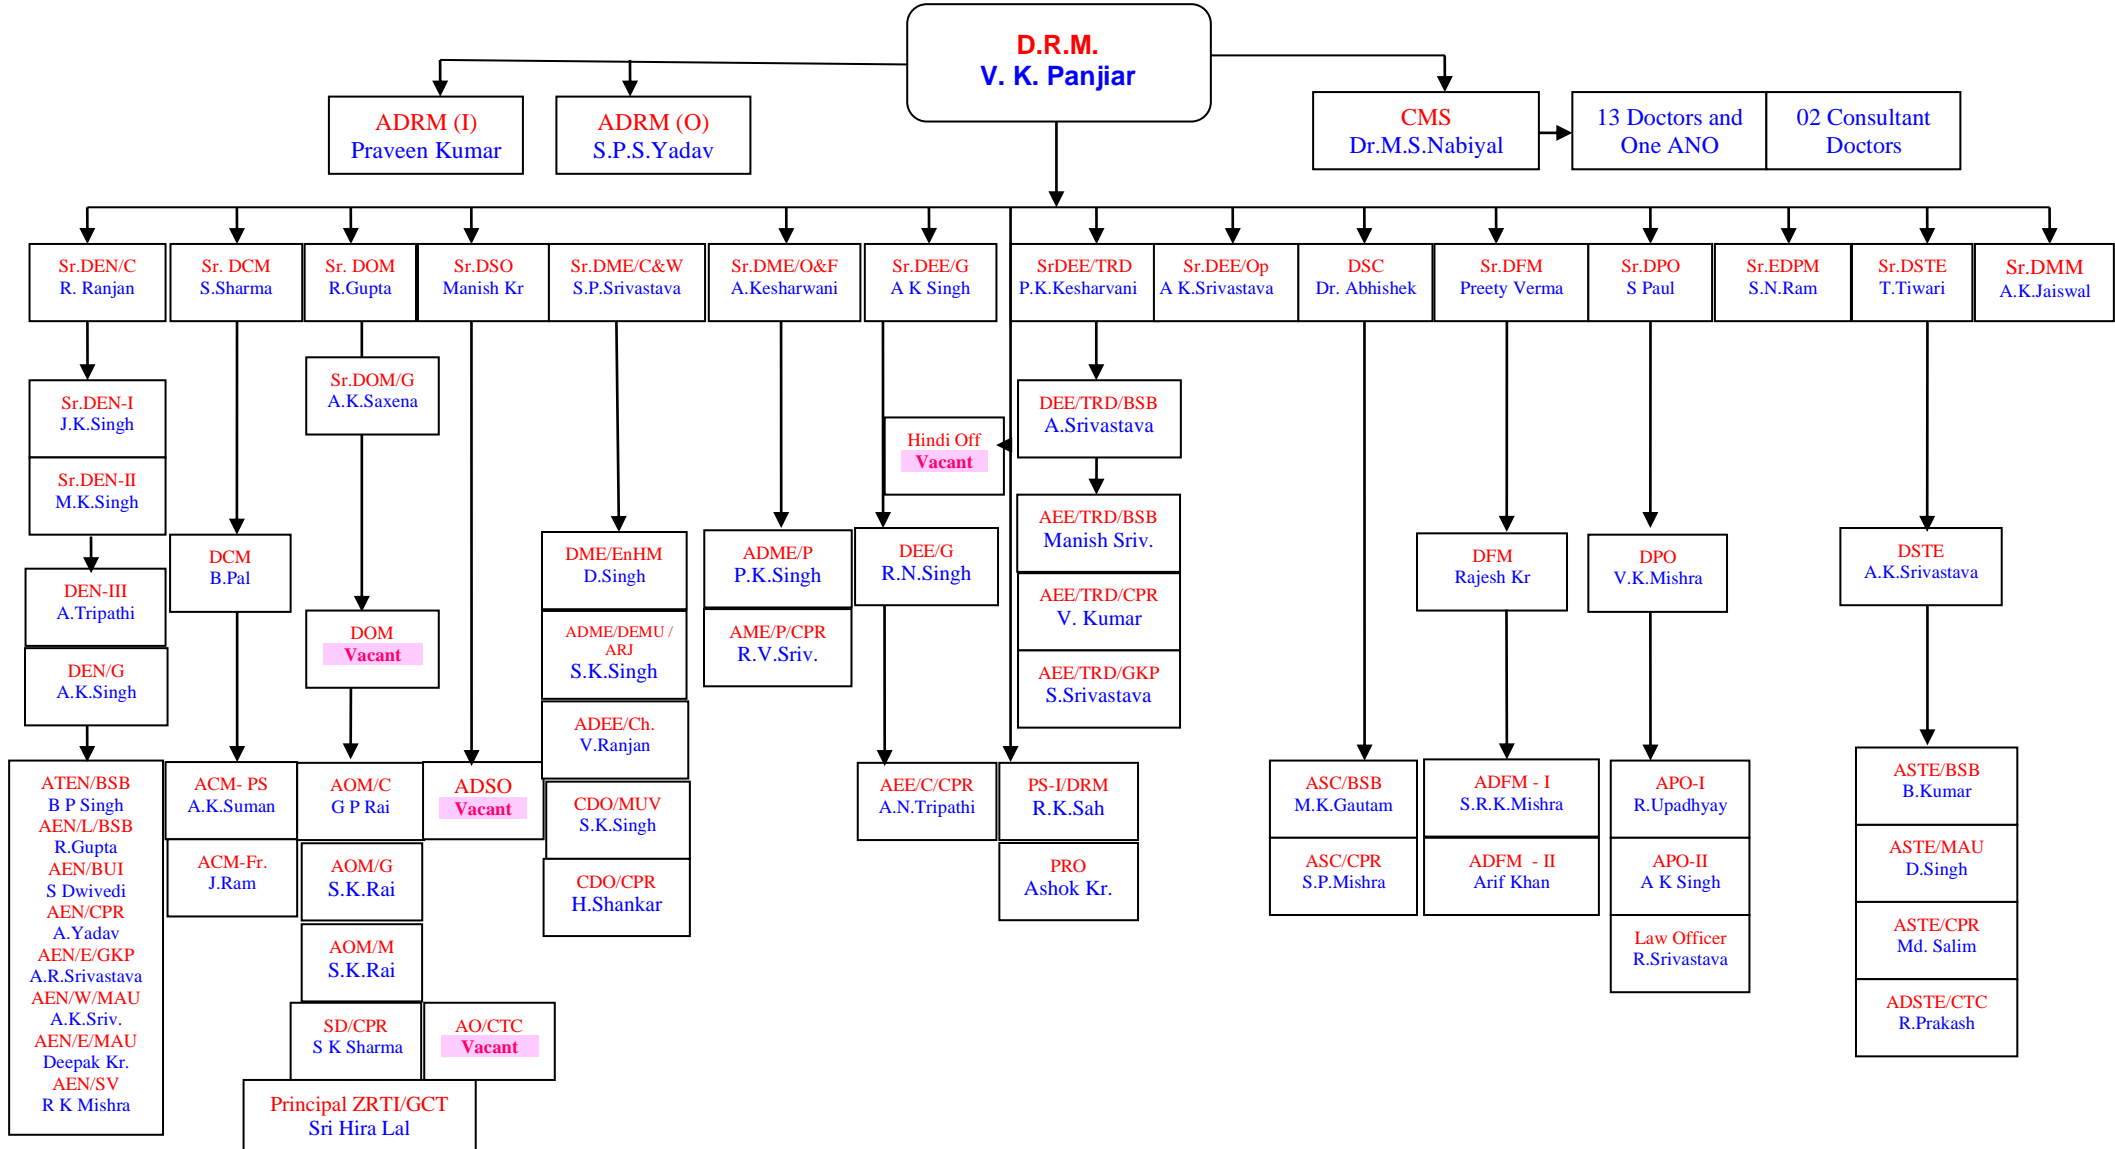 D.R.M.
V. K. Panjiar
ADRM (I)
Praveen Kumar
ADRM (O)
S.P.S.Yadav
CMS
Dr.M.S.Nabiyal
13 Doctors and
One ANO
02 Consultant
Doctors
Sr.DEN/C
R. Ranjan
Sr. DCM
S.Sharma
Sr. DOM
R.Gupta
Sr.DSO
Manish Kr
Sr.DME/C&W
S.P.Srivastava
Sr.DME/O&F
A.Kesharwani
Sr.DEE/G
A K Singh
SrDEE/TRD
P.K.Kesharvani
Sr.DEE/Op
A K.Srivastava
DSC
Dr. Abhishek
Sr.DFM
Preety Verma
Sr.DPO
S Paul
Sr.EDPM
S.N.Ram
Sr.DSTE
T.Tiwari
Sr.DMM
A.K.Jaiswal
Sr.DEN-I
J.K.Singh
Sr.DEN-II
M.K.Singh
DEN-III
A.Tripathi
DEN/G
A.K.Singh
ATEN/BSB
B P Singh
AEN/L/BSB
R.Gupta
AEN/BUI
S Dwivedi
AEN/CPR
A.Yadav
AEN/E/GKP
A.R.Srivastava
AEN/W/MAU
A.K.Sriv.
AEN/E/MAU
Deepak Kr.
AEN/SV
R K Mishra
DCM
B.Pal
ACM- PS
A.K.Suman
ACM-Fr.
J.Ram
Sr.DOM/G
A.K.Saxena
DOM
Vacant
AOM/C
G P Rai
AOM/G
S.K.Rai
AOM/M
S.K.Rai
SD/CPR
S K Sharma
Principal ZRTI/GCT
Sri Hira Lal
ADSO
Vacant
AO/CTC
Vacant
DME/EnHM
D.Singh
ADME/DEMU /
ARJ
S.K.Singh
ADEE/Ch.
V.Ranjan
CDO/MUV
S.K.Singh
CDO/CPR
H.Shankar
ADME/P
P.K.Singh
AME/P/CPR
R.V.Sriv.
Hindi Off
Vacant
DEE/G
R.N.Singh
AEE/C/CPR
A.N.Tripathi
PS-I/DRM
R.K.Sah
PRO
Ashok Kr.
DEE/TRD/BSB
A.Srivastava
AEE/TRD/BSB
Manish Sriv.
AEE/TRD/CPR
V. Kumar
AEE/TRD/GKP
S.Srivastava
ASC/BSB
M.K.Gautam
ASC/CPR
S.P.Mishra
DFM
Rajesh Kr
ADFM - I
S.R.K.Mishra
ADFM - II
Arif Khan
DPO
V.K.Mishra
APO-I
R.Upadhyay
APO-II
A K Singh
Law Officer
R.Srivastava
DSTE
A.K.Srivastava
ASTE/BSB
B.Kumar
ASTE/MAU
D.Singh
ASTE/CPR
Md. Salim
ADSTE/CTC
R.Prakash